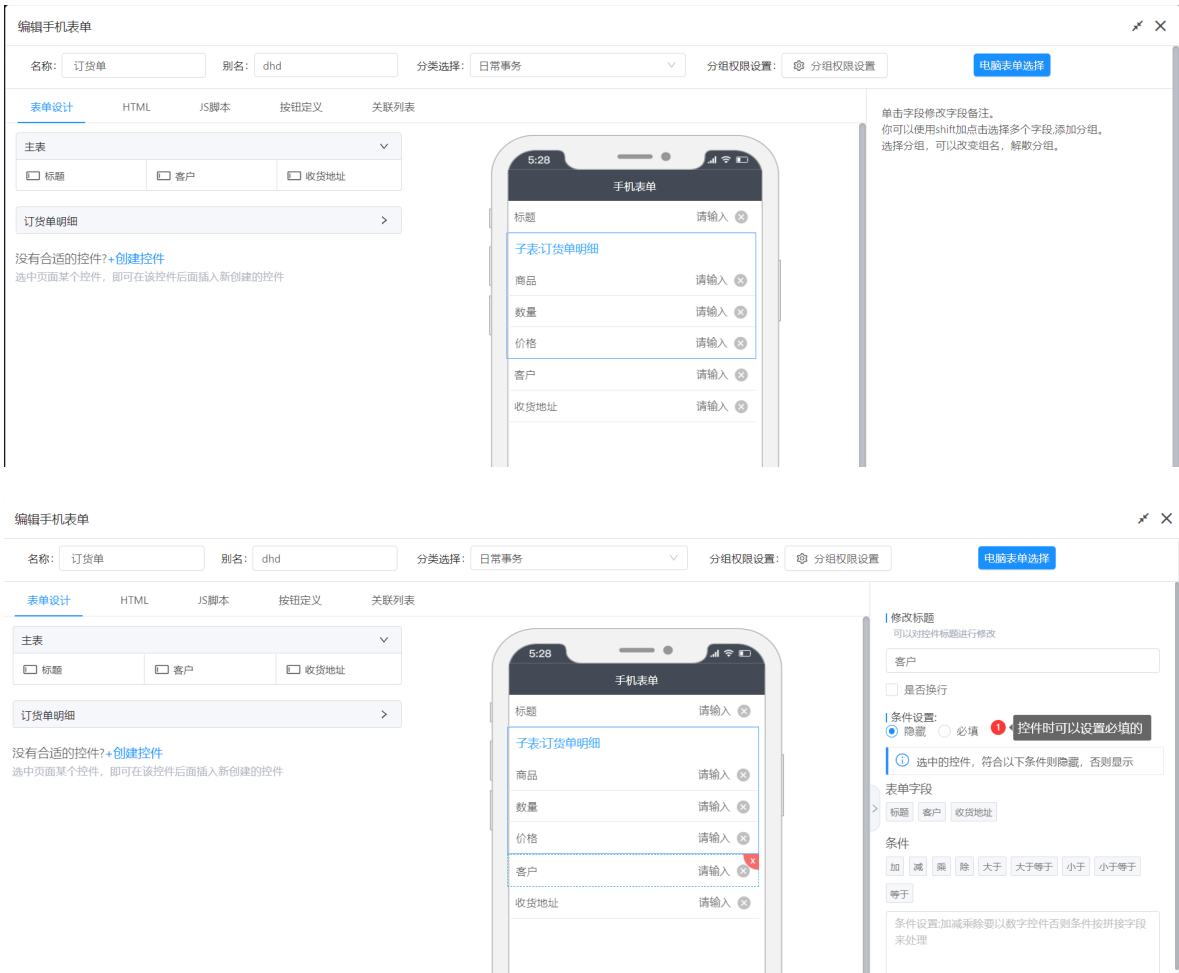 编辑手机表单
名称: 订货单 别名: dhd 分类选择: 日常事务 分组权限设置: 分组权限设置 电脑表单选择
表单设计 HTML JS脚本 按钮定义 关联列表
单击字段修改字段备注。
你可以使用shift加点击选择多个字段,添加分组。
选择分组，可以改变组名，解散分组。
主表
标题 客户 收货地址
订货单明细
没有合适的控件?+创建控件
选中页面某个控件，即可在该控件后面插入新创建的控件
5:28
手机表单
标题 请输入
子表:订货单明细
商品 请输入
数量 请输入
价格 请输入
客户 请输入
收货地址 请输入
编辑手机表单
名称: 订货单 别名: dhd 分类选择: 日常事务 分组权限设置: 分组权限设置 电脑表单选择
表单设计 HTML JS脚本 按钮定义 关联列表
主表
标题 客户 收货地址
订货单明细
没有合适的控件?+创建控件
选中页面某个控件，即可在该控件后面插入新创建的控件
5:28
手机表单
标题 请输入
子表:订货单明细
商品 请输入
数量 请输入
价格 请输入
x
客户 请输入
收货地址 请输入
修改标题
可以对控件标题进行修改
客户
是否换行
条件设置:
隐藏 必填 1 控件时可以设置必填的
选中的控件，符合以下条件则隐藏，否则显示
表单字段
标题 客户 收货地址
条件
加 减 乘 除 大于 大于等于 小于 小于等于
等于
条件设置:加减乘除要以数字控件否则条件按拼接字段
来处理